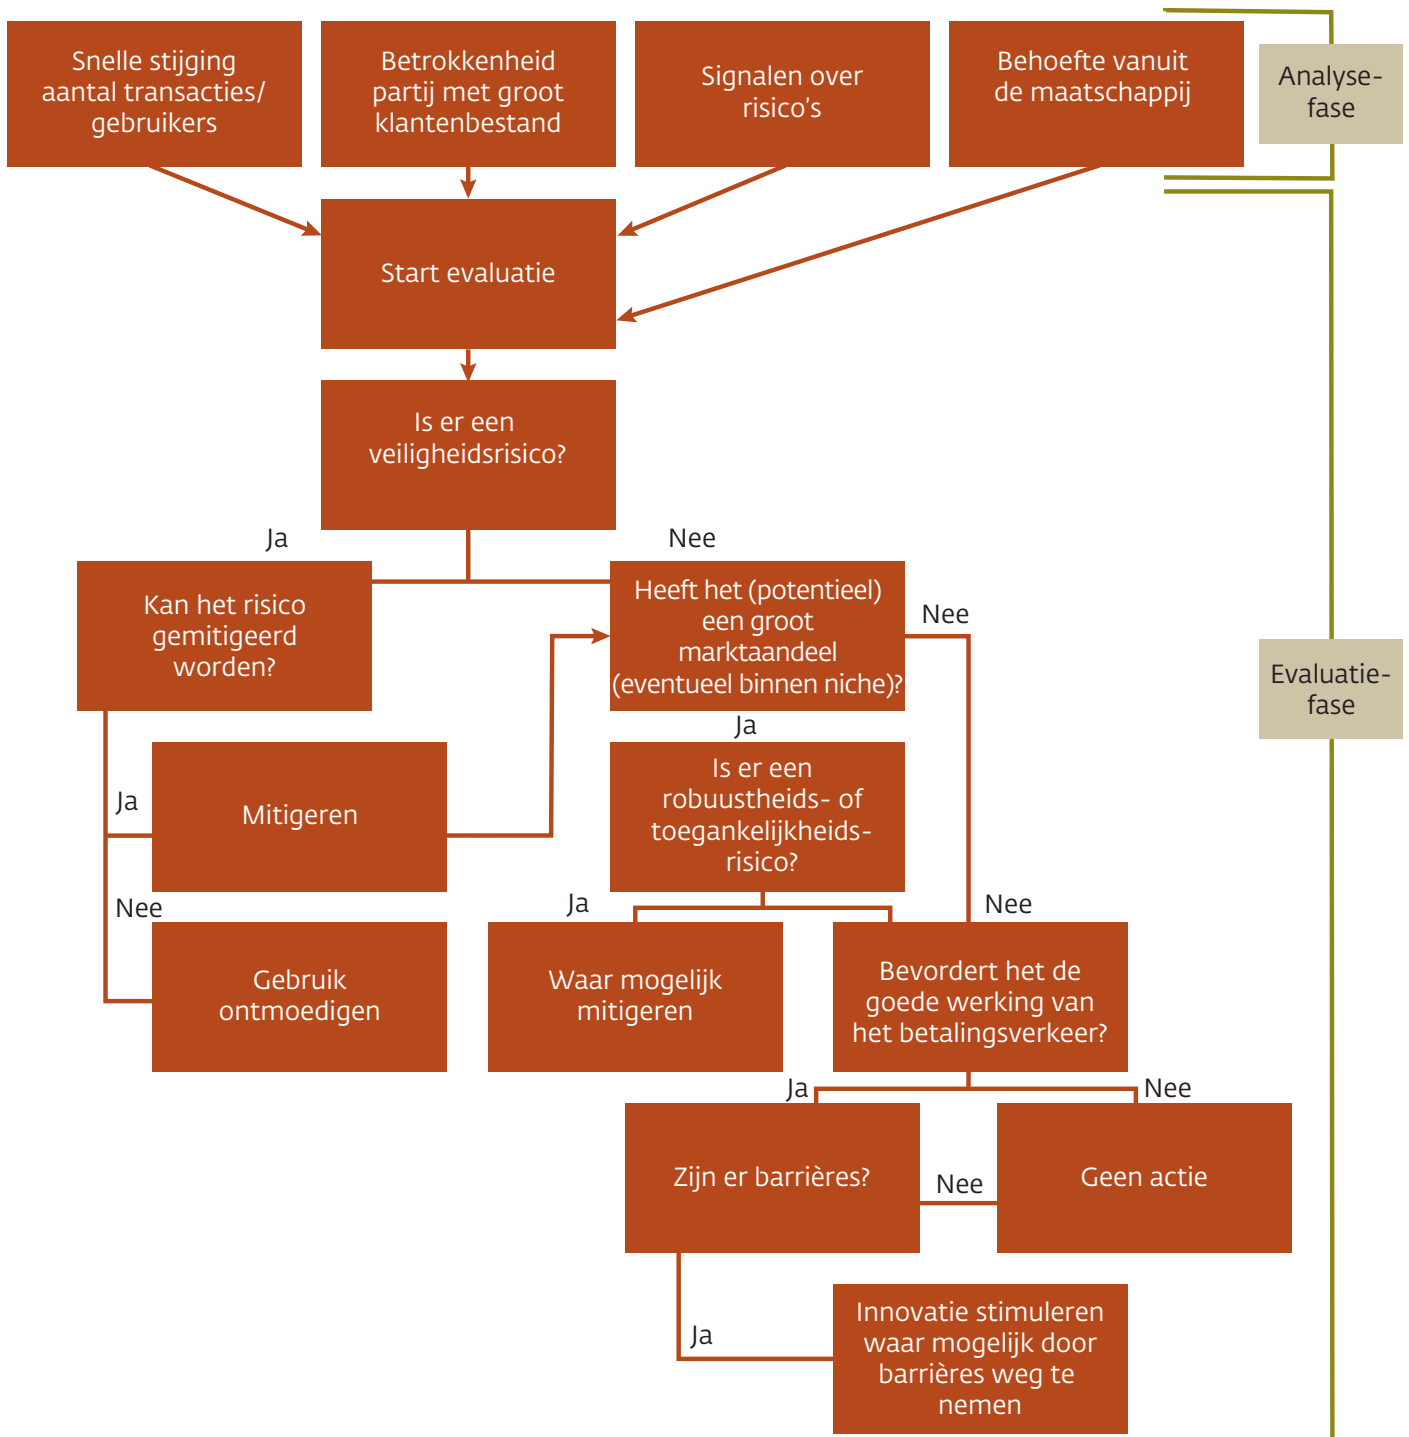 Snelle stijging
aantal transacties/
gebruikers
Betrokkenheid
partij met groot
klantenbestand
Signalen over
risico's
Behoefte vanuit
de maatschappij
Analyse-
fase
Start evaluatie
Is er een
veiligheidsrisico?
Ja
Nee
Kan het risico
gemitigeerd
worden?
Heeft het (potentieel)
een groot
marktaandeel
(eventueel binnen niche)?
Nee
Evaluatie-
fase
Ja
Is er een
robuustheids- of
toegankelijkheids-
risico?
Ja
Mitigeren
Nee
Ja
Nee
Gebruik
ontmoedigen
Waar mogelijk
mitigeren
Bevordert het de
goede werking van
het betalingsverkeer?
Ja
Nee
Zijn er barrières?
Nee
Geen actie
Ja
Innovatie stimuleren
waar mogelijk door
barrières weg te
nemen